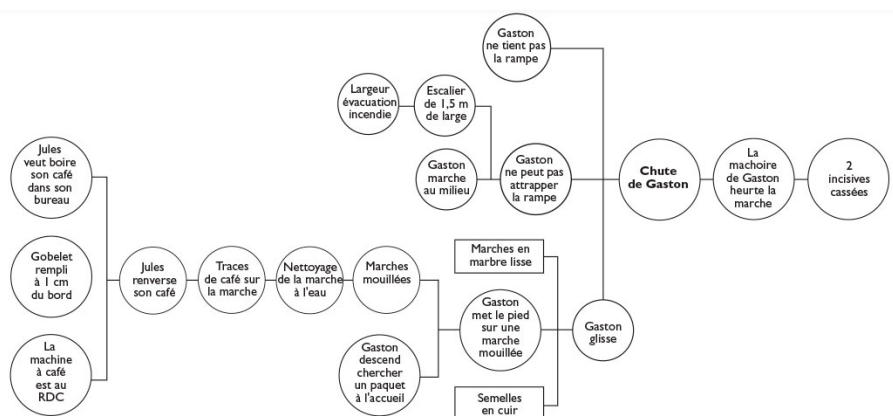 Gaston
ne tient pas
la rampe
Largeur
évacuation
incendie
Escalier
de 1,5 m
de large
Jules
veut boire
son café
dans son
bureau
Gaston
marche
au milieu
Gaston
ne peut pas
attrapper
la rampe
Chute
de Gaston
La
machoire
de Gaston
heurte la
marche
2
incisives
cassées
Gobelet
rempli
à 1 cm
du bord
Jules
renverse
son café
Traces
de café sur
la marche
Nettoyage
de la marche
à l'eau
Marches
mouillées
Marches en
marbre lisse
Gaston
met le pied
sur une
marche
mouillée
Gaston
glisse
La
machine
à café
est au
RDC
Gaston
descend
chercher
un paquet
à l'accueil
Semelles
en cuir